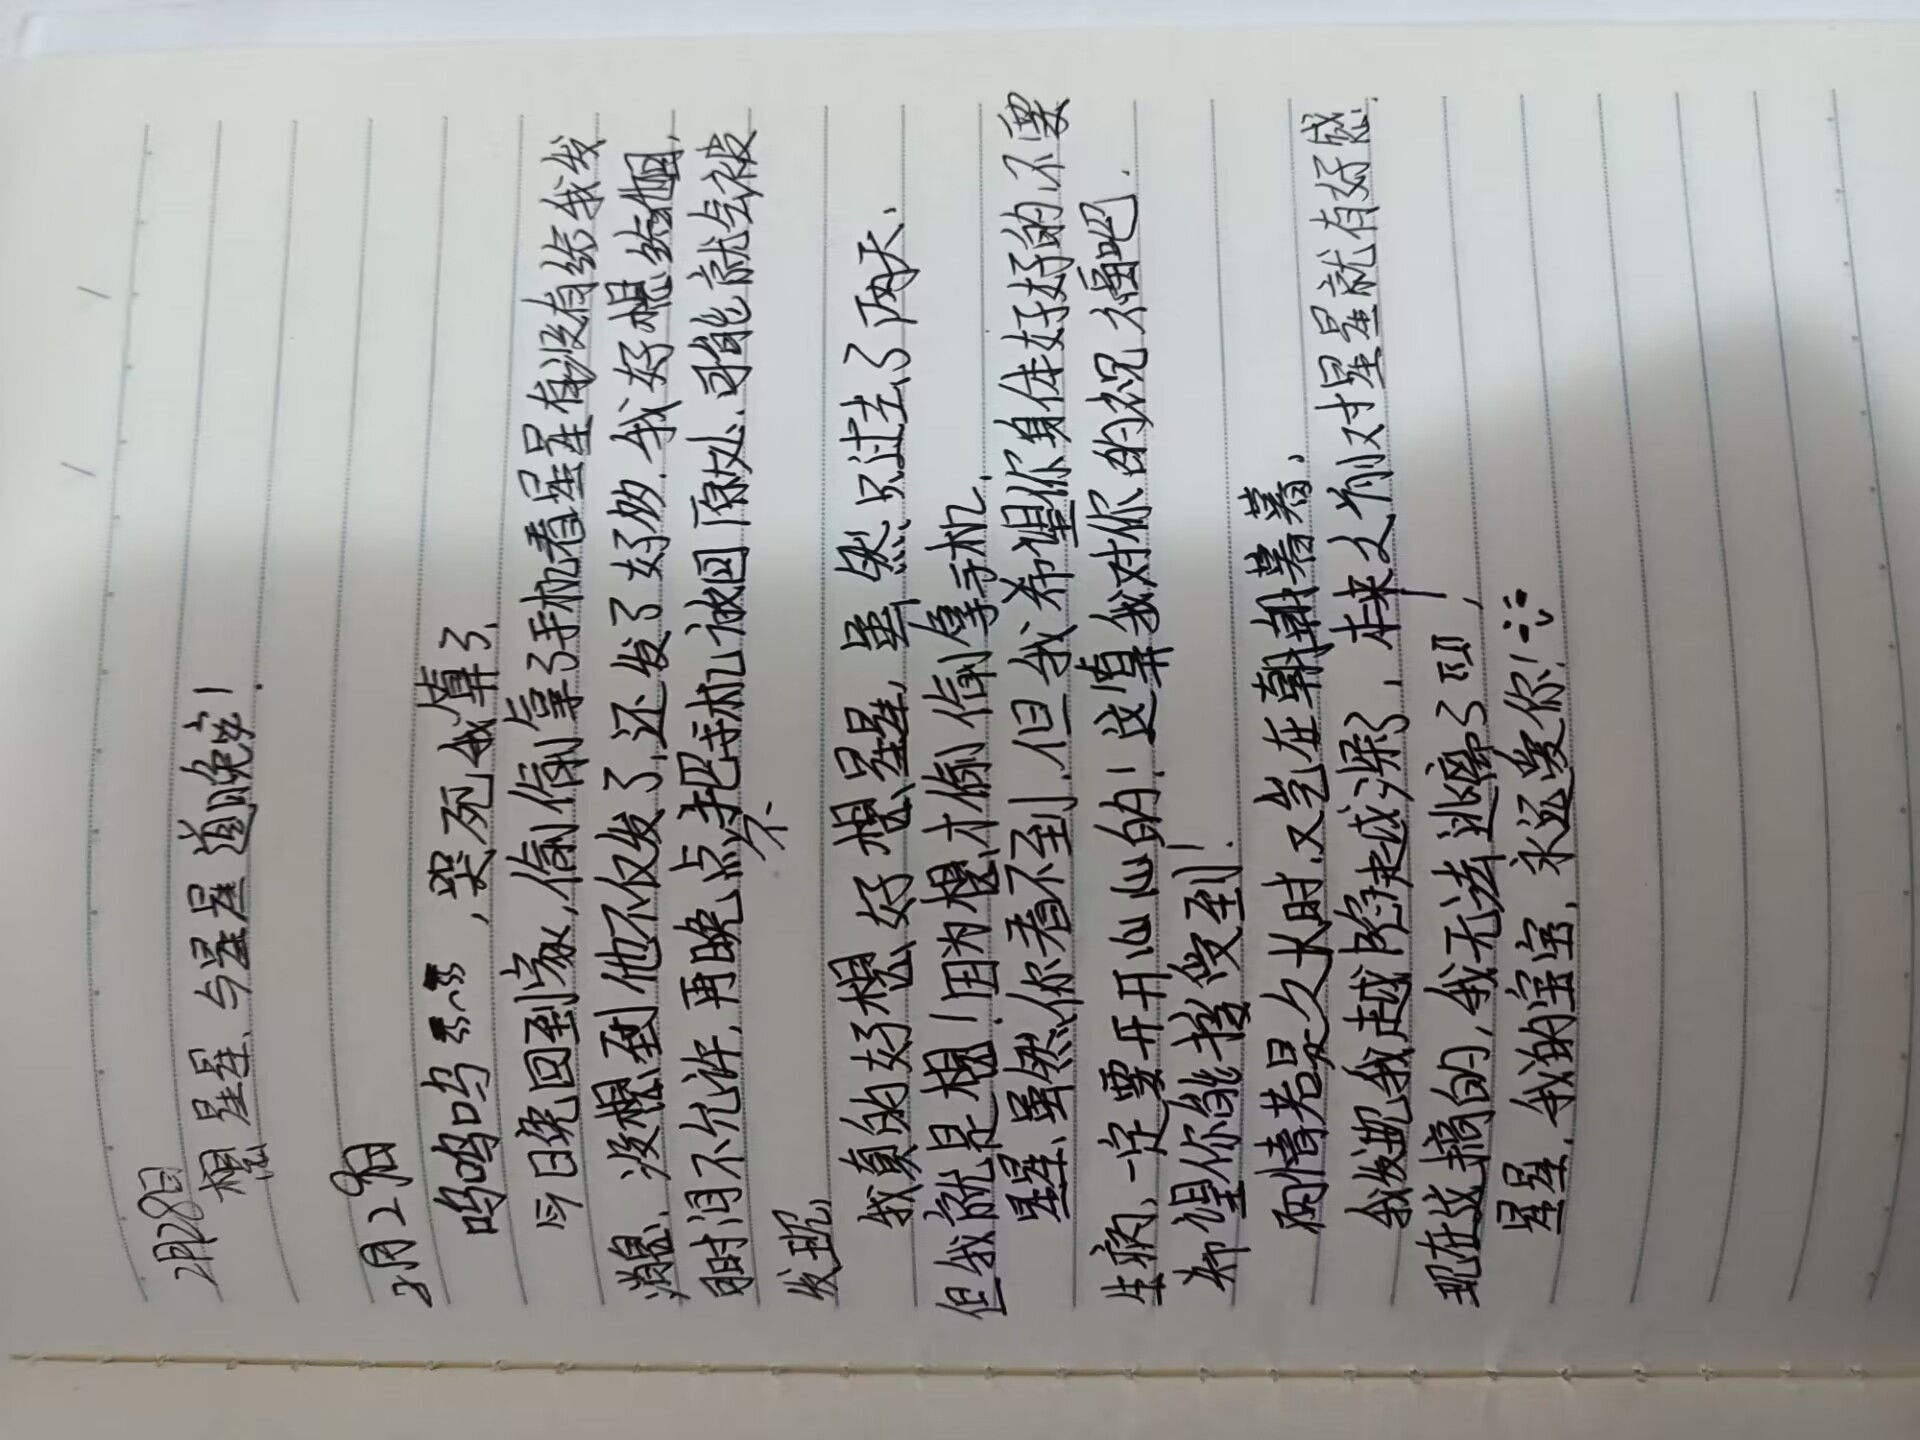 2月28日
想星星、与星星道晚安！
2月29日
呜呜呜，哭死我算了、
今日晚回到家，偷偷拿了手机看星星有没有给我发
消息、没想到他不仅发了，还发了好多.我好想给他回，
时间不允许，再晚点不把手机放回原处、可能就会被
发现、
我真的好想好想星星，虽然只过去了两天、
但我就是想！因为想才偷偷拿手机、
星星、虽然你看不到、但我希望你身体好好的、不要
生病、一定要开开心心的！这算我对你的祝福吧.
希望你能接受到！
两情若是久长时、又岂在朝朝暮暮、
我发现我越陷越深了，本来之前对星星就有好感、
现在这搞的，我无法逃离了
星星、我的宝宝，永远爱你！